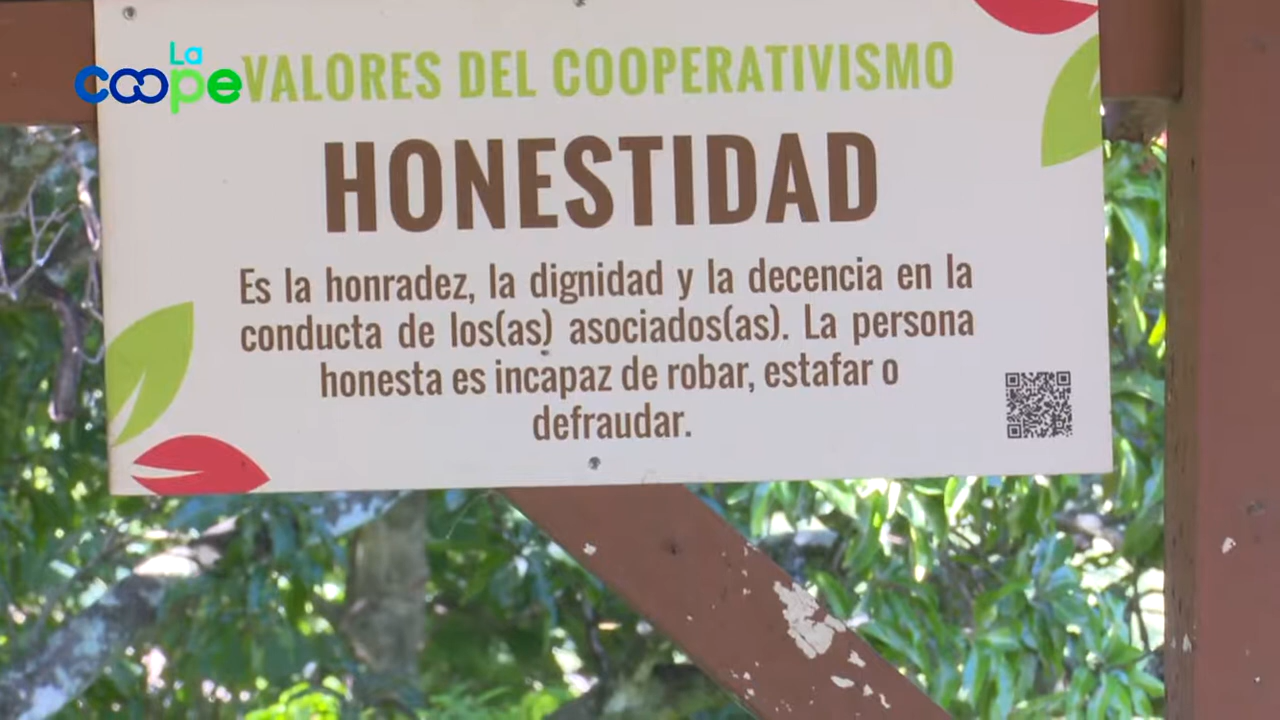 La
coope
VALORES DEL COOPERATIVISMO
HONESTIDAD
Es la honradez, la dignidad y la decencia en la
conducta de los(as) asociados(as). La persona
honesta es incapaz de robar, estafar o
defraudar.